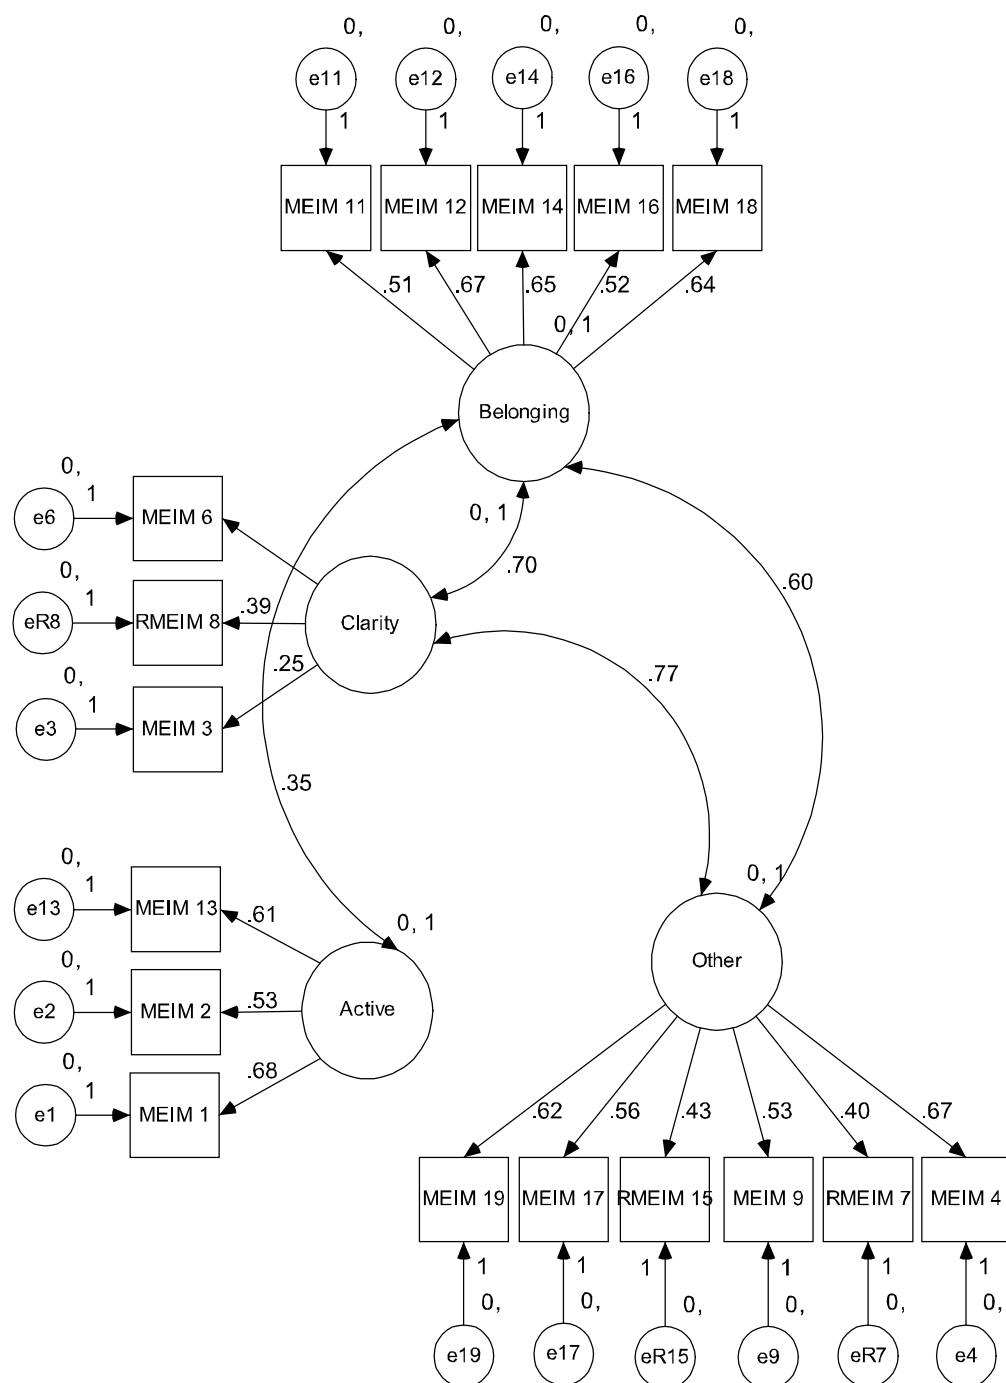 0, 0, 0, 0, 0,
e11 e12 e14 e16 e18
1 1 1 1 1
MEIM 11 MEIM 12 MEIM 14 MEIM 16 MEIM 18
.51 .67 .65 .52 .64
0, 1
Belonging
0,
1
e6 MEIM 6
0, 1
.70
0,
1
eR8 RMEIM 8 .39 Clarity
.60
0,
1
.25
.77
e3 MEIM 3
.35
0,
1
e13 MEIM 13 .61
0, 1
0, 1
Other
0,
1
e2 MEIM 2 .53 Active
0,
1
.68
e1 MEIM 1
.62 .56 .43 .53 .40 .67
MEIM 19 MEIM 17 RMEIM 15 MEIM 9 RMEIM 7 MEIM 4
1 1 1 1 1 1
0, 0, 0, 0, 0, 0,
e19 e17 eR15 e9 eR7 e4